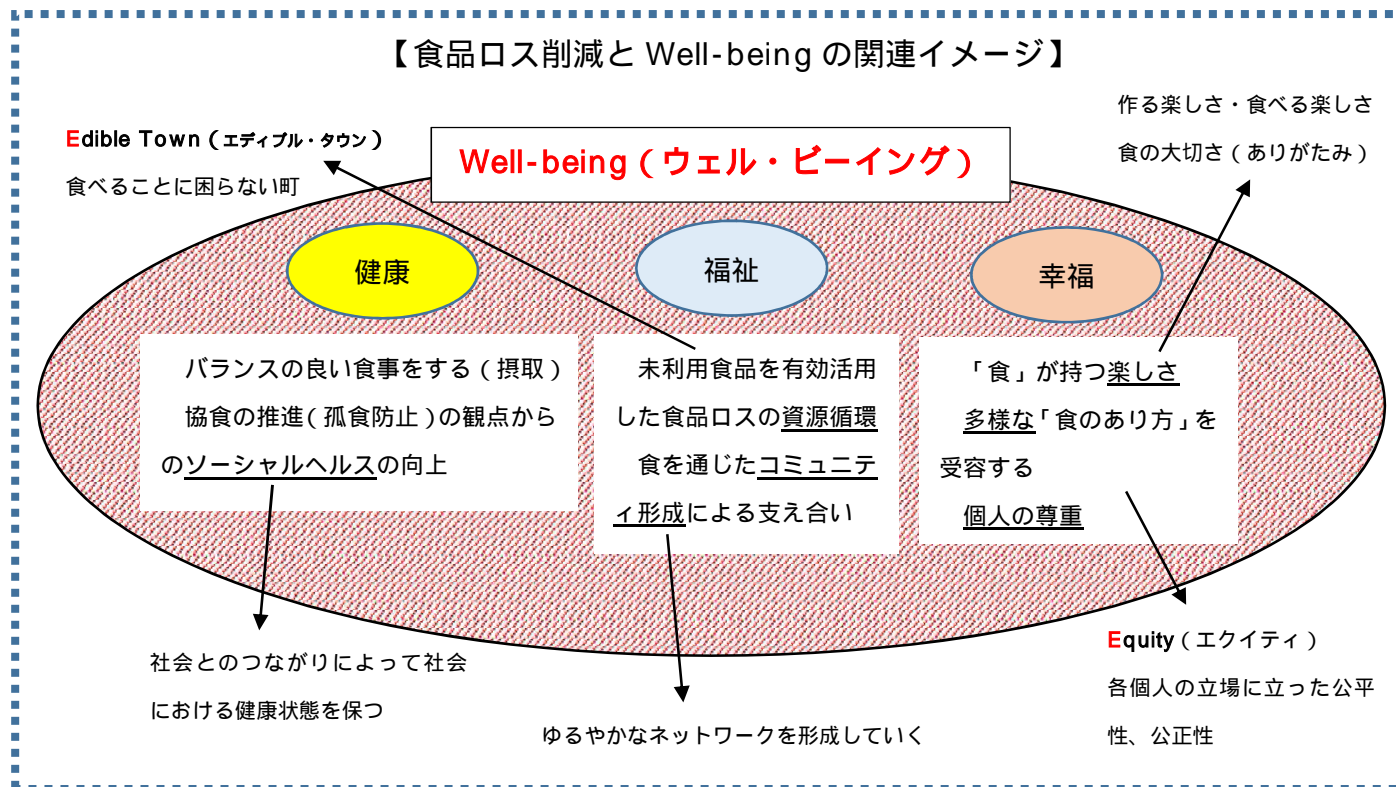 【食品ロス削減と Well-being の関連イメージ】
作る楽しさ・食べる楽しさ
食の大切さ（ありがたみ）
Edible Town（エディブル・タウン）
食べることに困らない町
Well-being（ウェル・ビーイング）
健康
福祉
幸福
バランスの良い食事をする（摂取）
協食の推進（孤食防止）の観点から
のソーシャルヘルスの向上
未利用食品を有効活用
した食品ロスの資源循環
食を通じたコミュニテ
ィ形成による支え合い
「食」が持つ楽しさ
多様な「食のあり方」を
受容する
個人の尊重
社会とのつながりによって社会
における健康状態を保つ
ゆるやかなネットワークを形成していく
Equity（エクイティ）
各個人の立場に立った公平
性、公正性